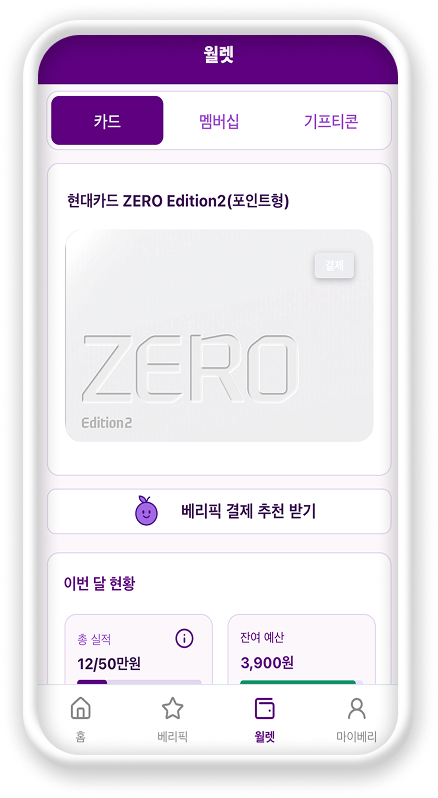 월렛
카드
멤버십
기프티콘
현대카드 ZERO Edition2(포인트형)
결제
ZERO
Edition2
베리픽 결제 추천 받기
이번 달 현황
총 실적
잔여 예산
12/50만원
3,900원
홈
베리픽
월렛
마이베리